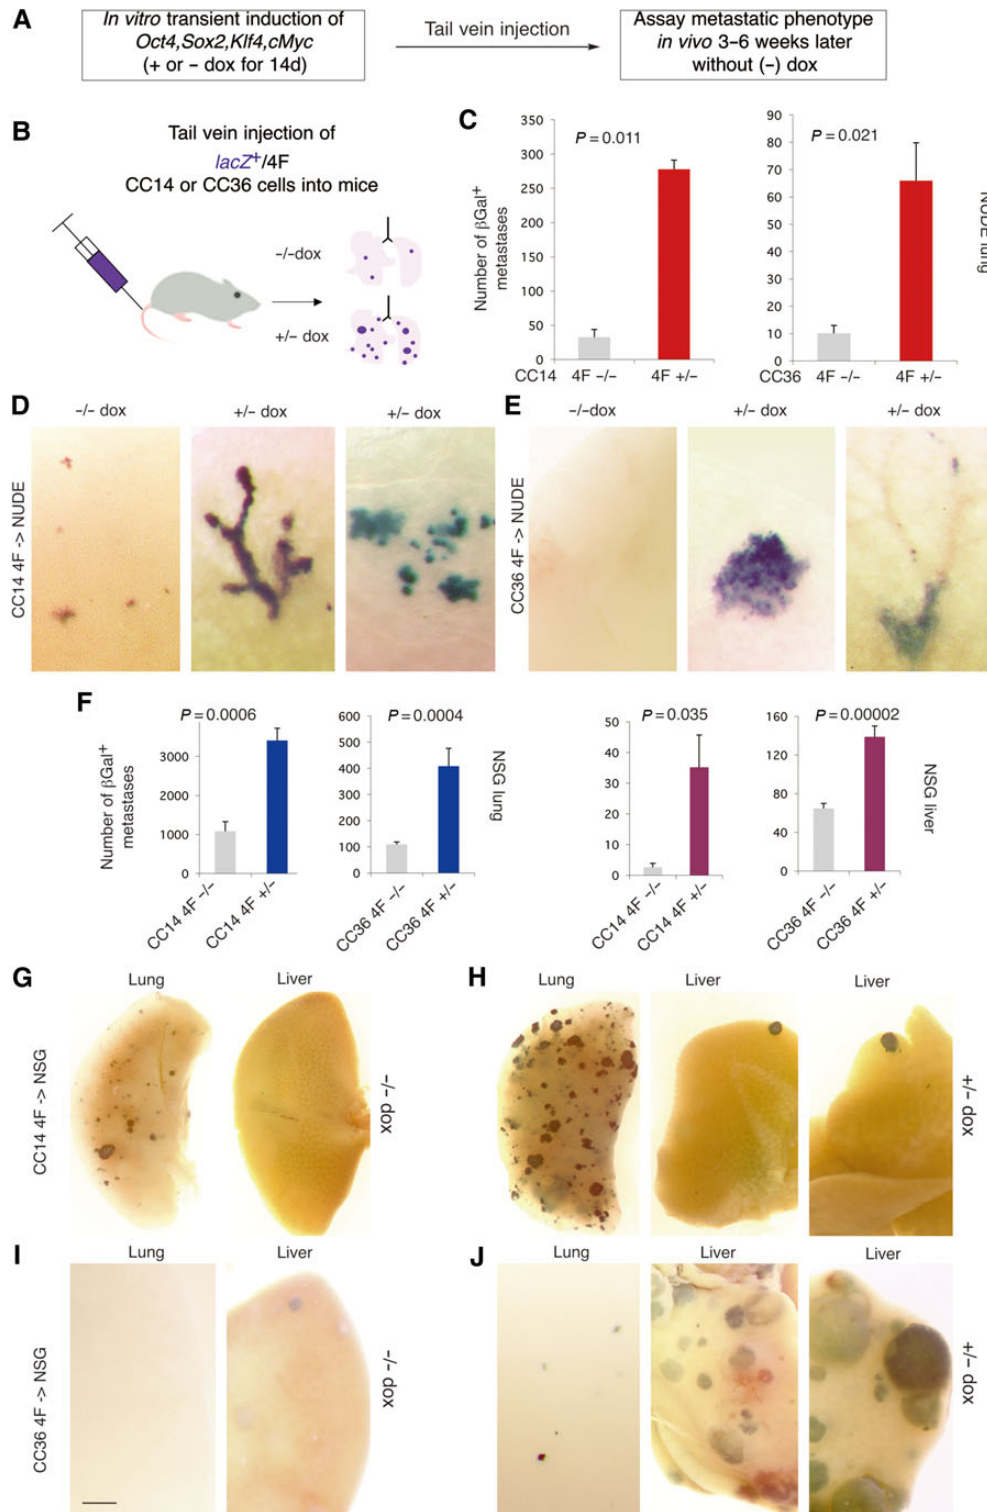 A
In vitro transient induction of
Oct4,Sox2,Klf4,cMyc
(+ or – dox for 14d)
Tail vein injection
Assay metastatic phenotype
in vivo 3–6 weeks later
without (–) dox
B
Tail vein injection of
lacZ+/4F
CC14 or CC36 cells into mice
–/–dox
+/– dox
C
Number of βGal+
metastases
350
300
250
200
150
100
50
0
P = 0.011
CC14 4F –/– 4F +/–
90
80
70
60
50
40
30
20
10
0
P = 0.021
CC36 4F –/– 4F +/–
NUDE lung
D
–/– dox +/– dox +/– dox
CC14 4F -> NUDE
E
–/–dox +/– dox +/– dox
CC36 4F -> NUDE
F
Number of βGal+
metastases
P = 0.0006
3000
2000
1000
0
CC14 4F –/–
CC14 4F +/–
P = 0.0004
600
500
400
300
200
100
0
CC36 4F –/–
CC36 4F +/–
NSG lung
P = 0.035
50
40
30
20
10
0
CC14 4F –/–
CC14 4F +/–
P = 0.00002
160
120
80
40
0
CC36 4F –/–
CC36 4F +/–
NSG liver
G
Lung Liver
CC14 4F -> NSG
–/– dox
H
Lung Liver Liver
+/– dox
I
Lung Liver
CC36 4F -> NSG
–/– dox
J
Lung Liver Liver
+/– dox